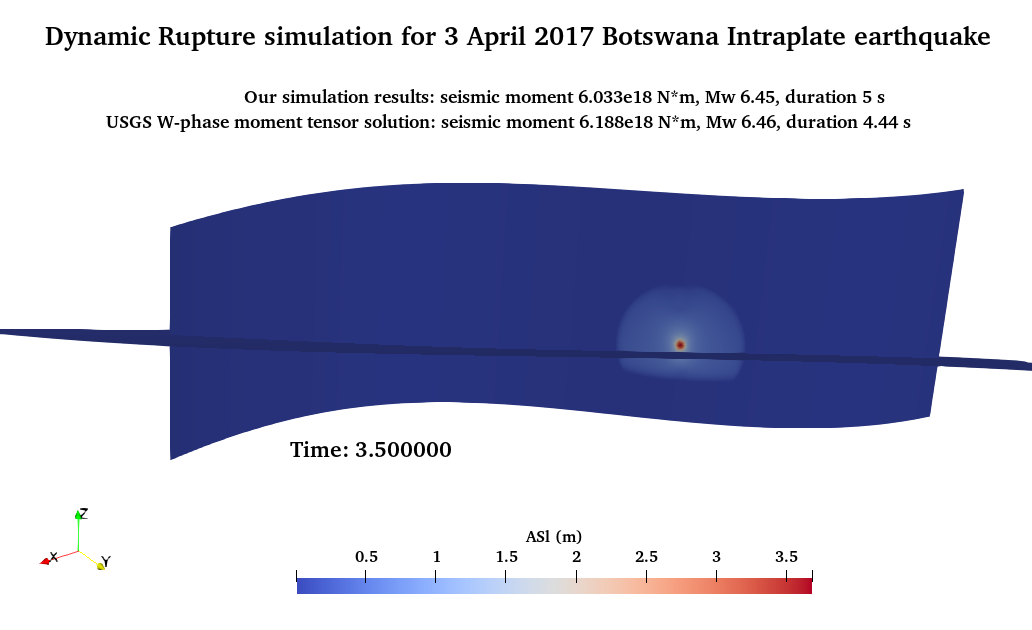 Dynamic Rupture simulation for 3 April 2017 Botswana Intraplate earthquake
Our simulation results: seismic moment 6.033e18 N*m, Mw 6.45, duration 5 s
USGS W-phase moment tensor solution: seismic moment 6.188e18 N*m, Mw 6.46, duration 4.44 s
Time: 3.500000
Z
X
Y
ASl (m)
0.5 1 1.5 2 2.5 3 3.5